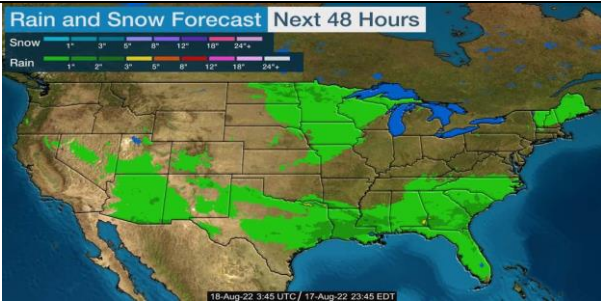 Rain and Snow Forecast Next 48 Hours
Snow 1" 3" 5" 8" 12" 18" 24"+
Rain 1" 2" 3" 5" 8" 12" 18" 24"+
18-Aug-22 3:45 UTC / 17-Aug-22 23:45 EDT